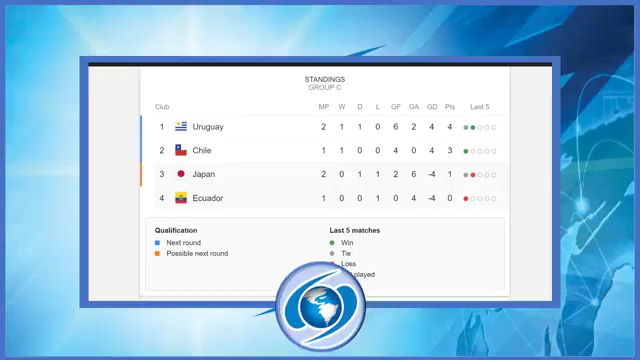 STANDINGS
GROUP C
Club MP W D L GF GA GD Pts Last 5
1 Uruguay 2 1 1 0 6 2 4 4
2 Chile 1 1 0 0 4 0 4 3
3 Japan 2 0 1 1 2 6 -4 1
4 Ecuador 1 0 0 1 0 4 -4 0
Qualification Last 5 matches
Next round Win
Possible next round Tie
Loss
played